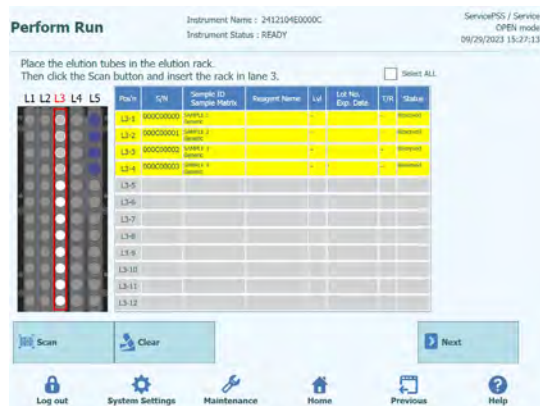 Perform Run
Instrument Name : 2412104E0000C
Instrument Status : READY
ServicePSS / Service
OPEN mode
09/29/2023 15:27:13
Place the elution tubes in the elution rack.
Then click the Scan button and insert the rack in lane 3.
Select ALL
L1 L2 L3 L4 L5
Pos'n S/N Sample ID Sample Matrix Reagent Name Lvl Lot No. Exp. Date T/R Status
L3-1 000C00000 SAMPLE 1 Generic - - Reserved
L3-2 000C00001 SAMPLE 2 Generic - - Reserved
L3-3 000C00002 SAMPLE 3 Generic - - Reserved
L3-4 000C00003 Generic - - Reserved
L3-5
L3-6
L3-7
L3-8
L3-9
L3-10
L3-11
L3-12
Scan
Clear
Next
Log out
System Settings
Maintenance
Home
Previous
Help